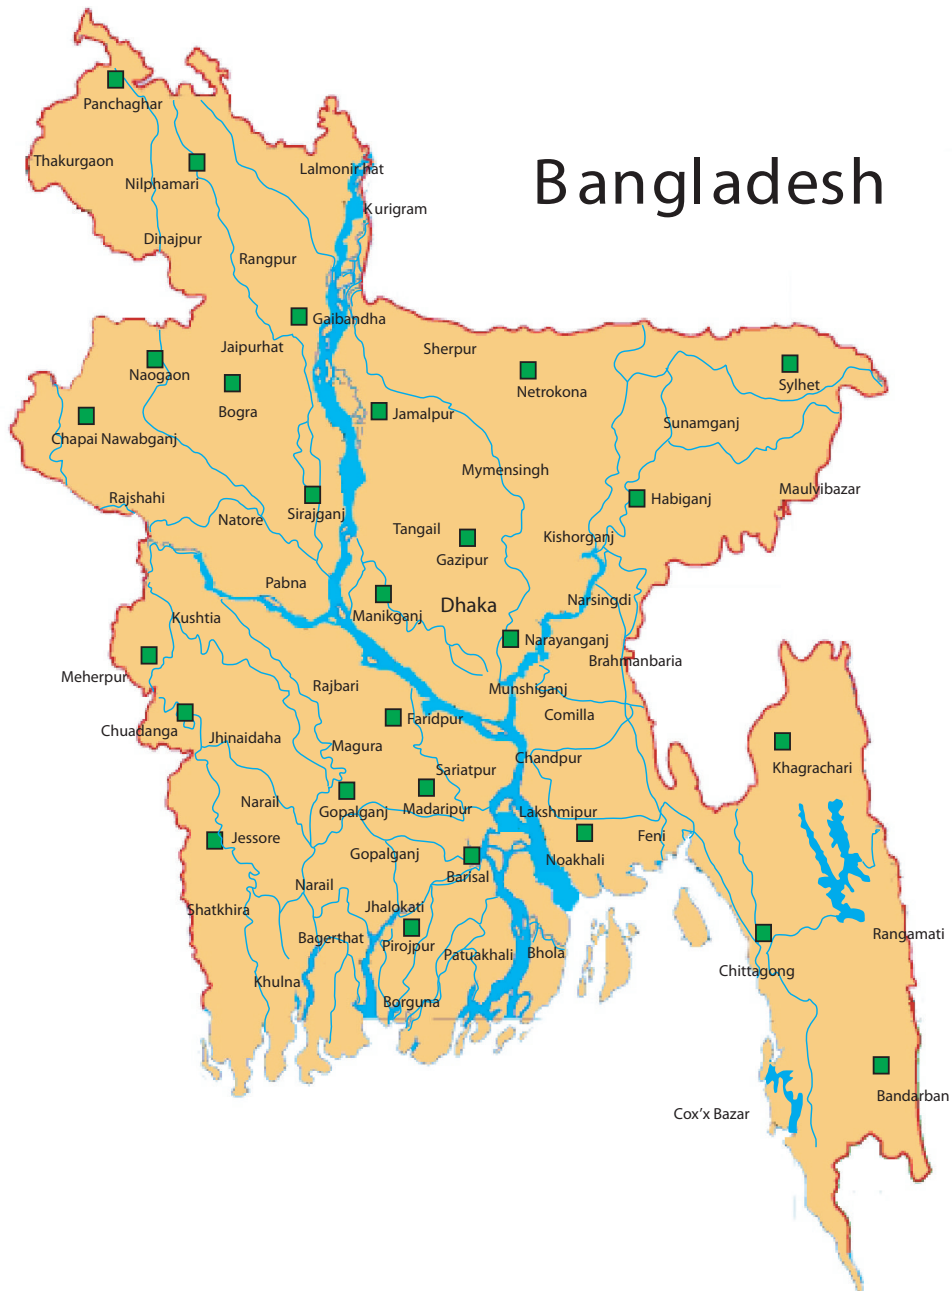 Panchaghar
Thakurgaon
Nilphamari
Lalmonirhat
Bangladesh
Kurigram
Dinajpur
Rangpur
Gaibandha
Jaipurhat
Sherpur
Naogaon
Netrokona
Sylhet
Bogra
Jamalpur
Sunamganj
Chapai Nawabganj
Mymensingh
Maulvibazar
Rajshahi
Habiganj
Natore
Sirajganj
Tangail
Kishorganj
Gazipur
Pabna
Narsingdi
Dhaka
Kushtia
Manikganj
Narayanganj
Brahmanbaria
Meherpur
Rajbari
Munshiganj
Faridpur
Comilla
Chuadanga
Jhinaidaha
Magura
Chandpur
Sariatpur
Khagrachari
Narail
Gopalganj
Madaripur
Lakshmipur
Jessore
Feni
Gopalganj
Noakhali
Barisal
Narail
Shatkhira
Jhalokati
Bagerthat
Pirojpur
Patuakhali
Bhola
Rangamati
Khulna
Chittagong
Borguna
Bandarban
Cox'x Bazar